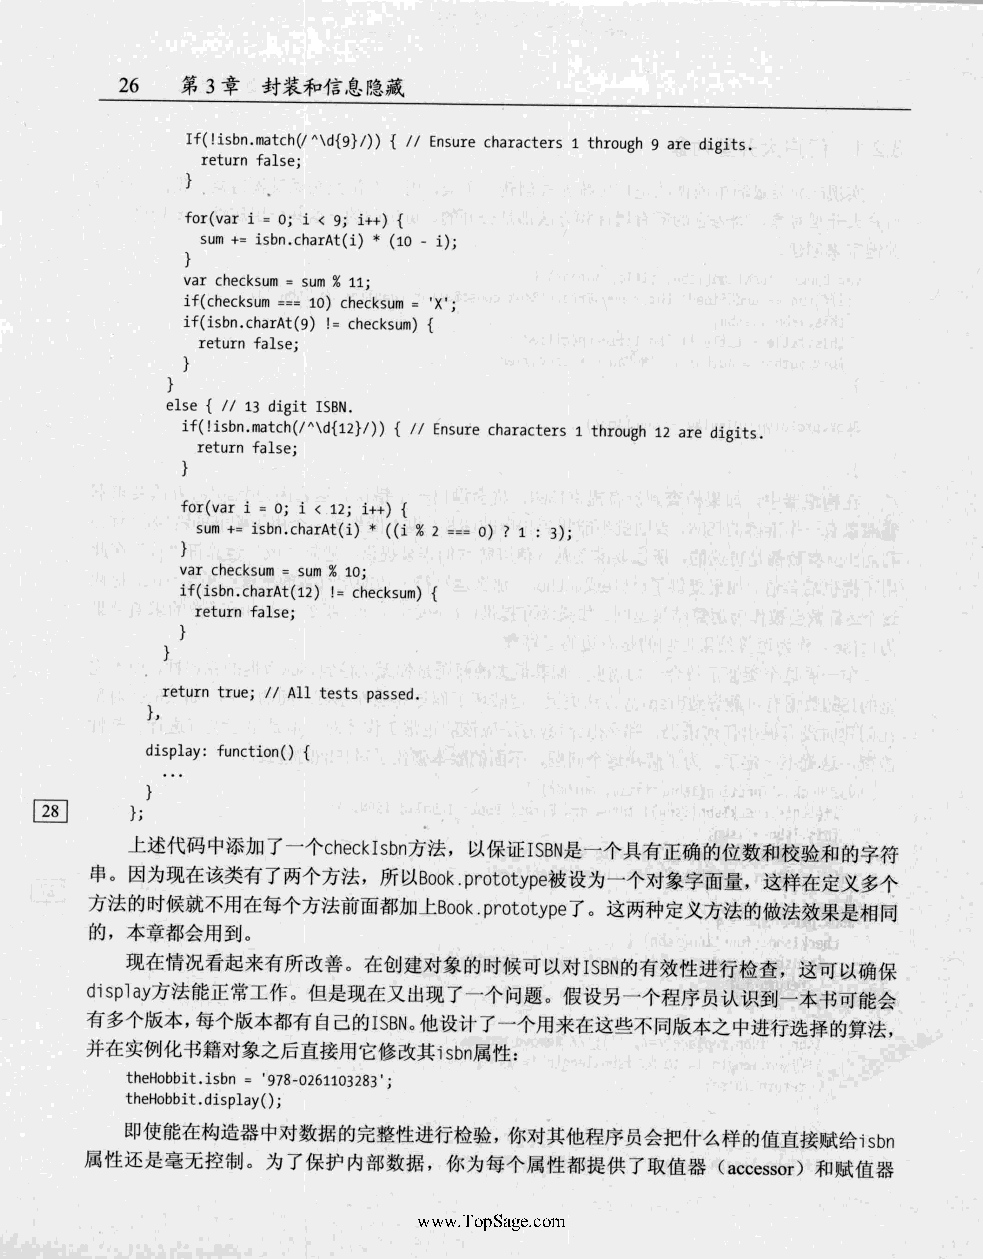 26 第 3 章 封装和信息隐藏
If(!isbn.match(/^\d{9}/)) { // Ensure characters 1 through 9 are digits.
return false;
}
for(var i = 0; i < 9; i++) {
sum += isbn.charAt(i) * (10 - i);
}
var checksum = sum % 11;
if(checksum === 10) checksum = 'X';
if(isbn.charAt(9) != checksum) {
return false;
}
}
else { // 13 digit ISBN.
if(!isbn.match(/^\d{12}/)) { // Ensure characters 1 through 12 are digits.
return false;
}
for(var i = 0; i < 12; i++) {
sum += isbn.charAt(i) * ((i % 2 === 0) ? 1 : 3);
}
var checksum = sum % 10;
if(isbn.charAt(12) != checksum) {
return false;
}
}
return true; // All tests passed.
},
display: function() {
...
}
28 };
上述代码中添加了一个checkIsbn方法，以保证ISBN是一个具有正确的位数和校验和的字符
串。因为现在该类有了两个方法，所以Book.prototype被设为一个对象字面量，这样在定义多个
方法的时候就不用在每个方法前面都加上Book.prototype了。这两种定义方法的做法效果是相同
的，本章都会用到。
现在情况看起来有所改善。在创建对象的时候可以对ISBN的有效性进行检查，这可以确保
display方法能正常工作。但是现在又出现了一个问题。假设另一个程序员认识到一本书可能会
有多个版本，每个版本都有自己的ISBN。他设计了一个用来在这些不同版本之中进行选择的算法，
并在实例化书籍对象之后直接用它修改其isbn属性：
theHobbit.isbn = '978-0261103283';
theHobbit.display();
即使能在构造器中对数据的完整性进行检验，你对其他程序员会把什么样的值直接赋给isbn
属性还是毫无控制。为了保护内部数据，你为每个属性都提供了取值器（accessor）和赋值器
www.TopSage.com